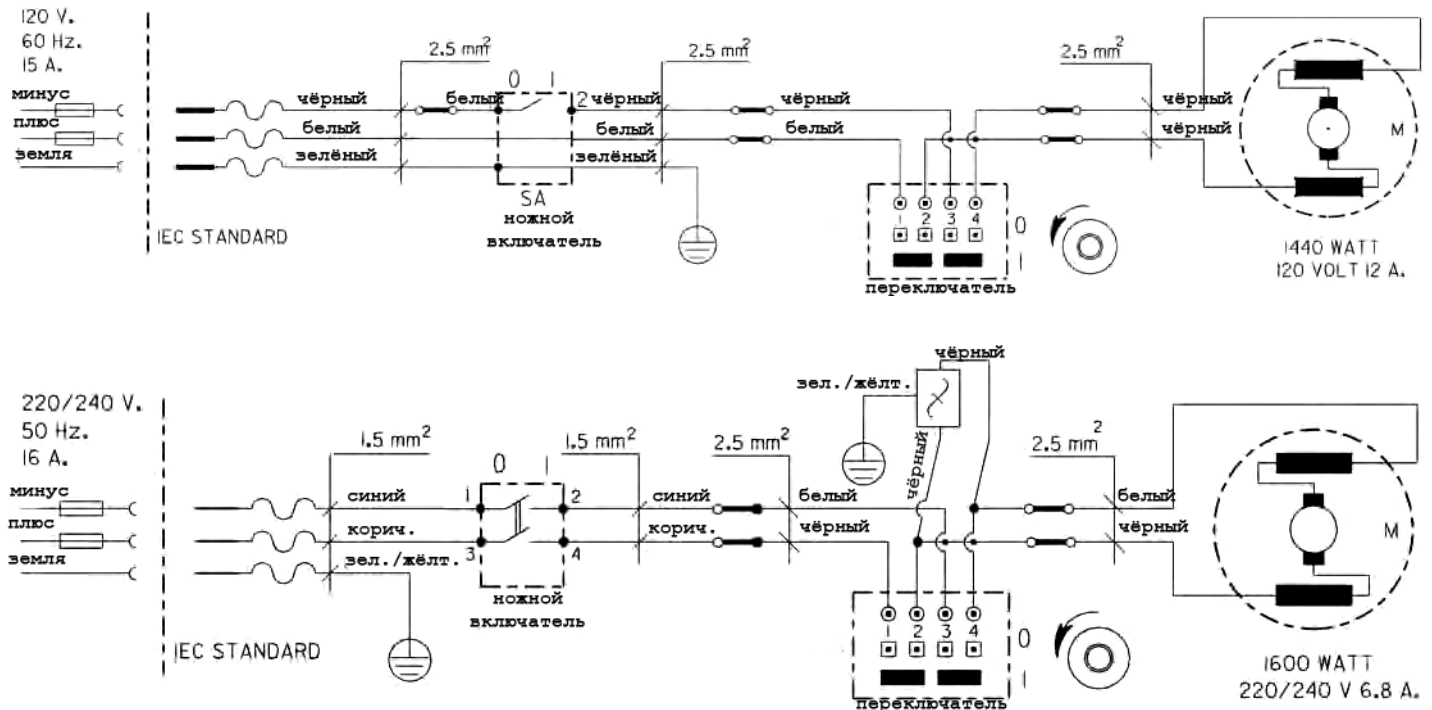 120 V.
60 Hz.
15 A.
2.5 mm²
2.5 mm²
2.5 mm²
минус
плюс
земля
чёрный
белый
зелёный
белый
0 1
2
чёрный
белый
зелёный
чёрный
белый
чёрный
чёрный
M
SA
ножной
включатель
IEC STANDARD
1 2 3 4
0
1
переключатель
1440 WATT
120 VOLT 12 A.
чёрный
зел./жёлт.
чёрный
220/240 V.
50 Hz.
16 A.
1.5 mm²
1.5 mm²
2.5 mm²
2.5 mm²
минус
плюс
земля
синий
корич.
зел./жёлт.
0 1
1
2
3
4
синий
корич.
белый
чёрный
белый
чёрный
M
ножной
включатель
IEC STANDARD
1 2 3 4
0
1
переключатель
1600 WATT
220/240 V 6.8 A.